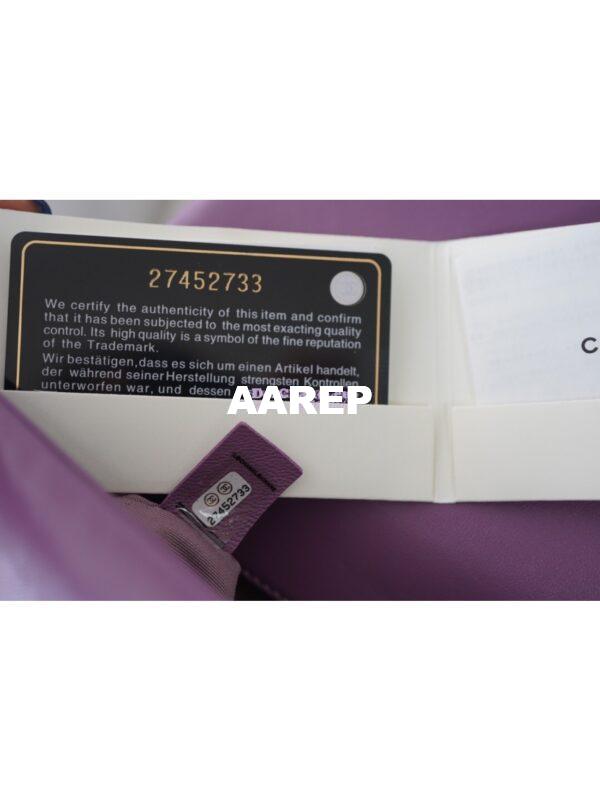 27452733
We certify the authenticity of this item and confirm
that it has been subjected to the most exacting quality
control. Its high quality is a symbol of the fine reputation
of the Trademark.
Wir bestätigen,dass es sich um einen Artikel handelt,
der während seiner Herstellung strengsten Kontrollen
unterworfen war, und dessen
C
AAREP
27452733